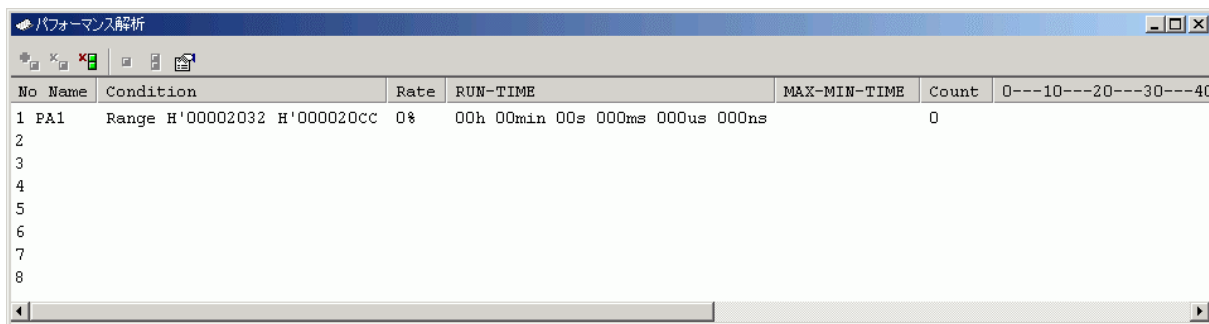 パフォーマンス解析
No Name Condition Rate RUN-TIME MAX-MIN-TIME Count 0---10---20---30---40
1 PA1 Range H'00002032 H'000020CC 0% 00h 00min 00s 000ms 000us 000ns 0
2
3
4
5
6
7
8